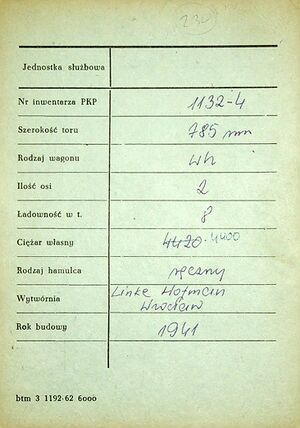 (232)
Jednostka służbowa
Nr inwentarza PKP 1132-4
Szerokość toru 785 mm
Rodzaj wagonu Wh
Ilość osi 2
Ładowność w t. 8
Ciężar własny 4420 4400
Rodzaj hamulca ręczny
Wytwórnia Linke Hofman
Wrocław
Rok budowy 1941
btm 3 1192-62 6000